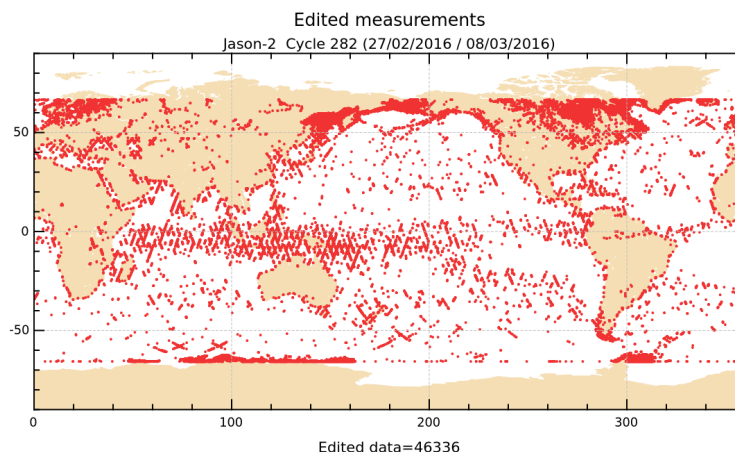 Edited measurements
Jason-2 Cycle 282 (27/02/2016 / 08/03/2016)
50
0
-50
0 100 200 300
Edited data=46336